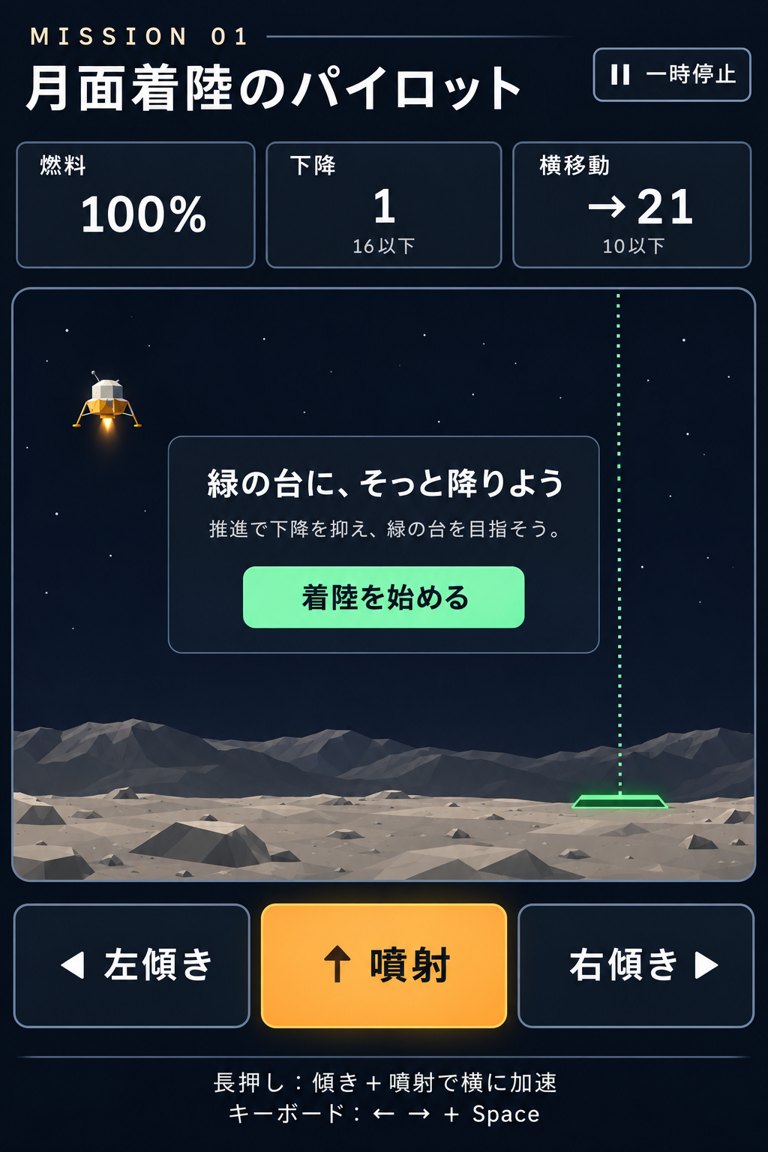 MISSION 01
月面着陸のパイロット
一時停止
燃料
100%
下降
1
16以下
横移動
→21
10以下
緑の台に、そっと降りよう
推進で下降を抑え、緑の台を目指そう。
着陸を始める
◀ 左傾き
↑ 噴射
右傾き ▶
長押し：傾き＋噴射で横に加速
キーボード：← → + Space